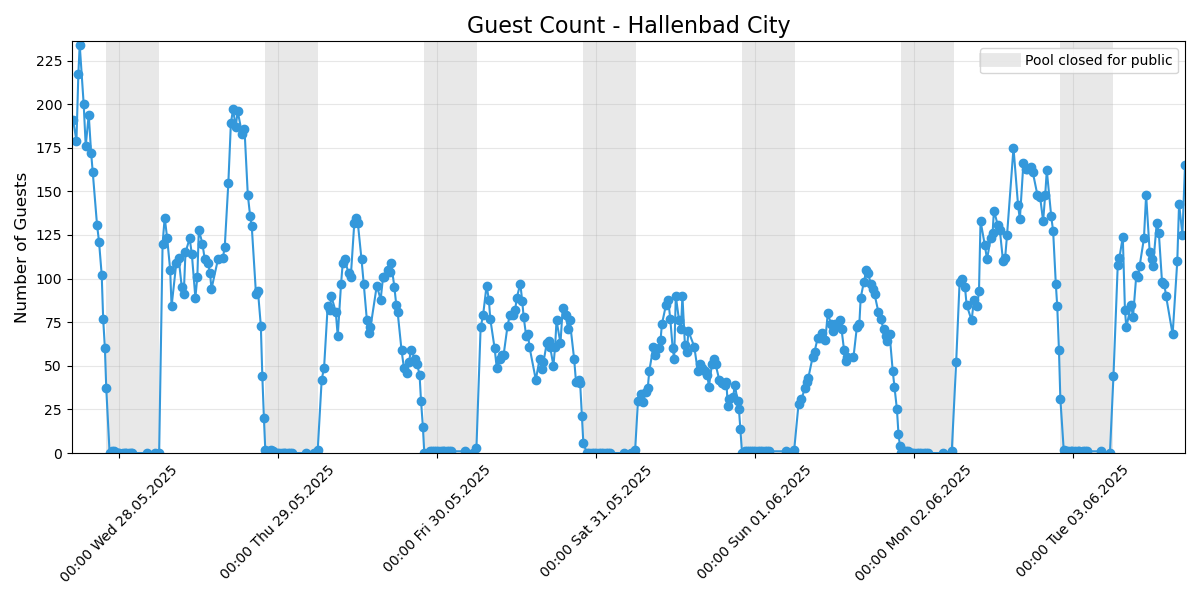 Guest Count - Hallenbad City
Pool closed for public
Number of Guests
225
200
175
150
125
100
75
50
25
0
00:00 Wed 28.05.2025
00:00 Thu 29.05.2025
00:00 Fri 30.05.2025
00:00 Sat 31.05.2025
00:00 Sun 01.06.2025
00:00 Mon 02.06.2025
00:00 Tue 03.06.2025